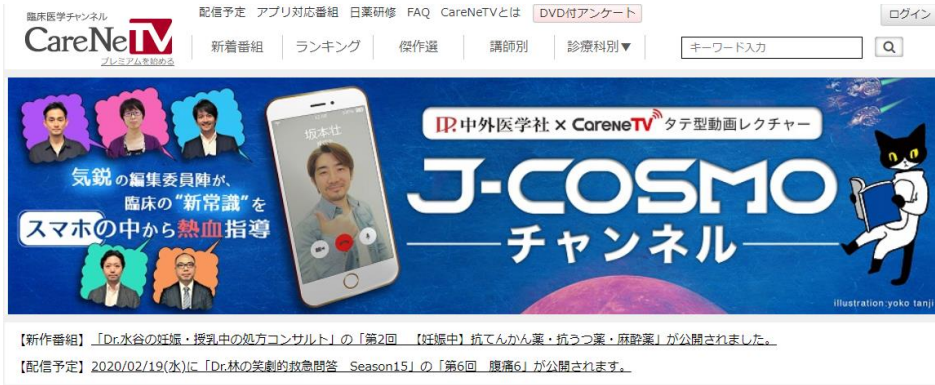 臨床医学チャンネル
CareNeTV
プレミアムを始める
配信予定 アプリ対応番組 日薬研修 FAQ CareNeTVとは DVD付アンケート
ログイン
新着番組 ランキング 傑作選 講師別 診療科別▼
キーワード入力
坂本壮
気鋭の編集委員陣が、
臨床の"新常識"を
スマホの中から熱血指導
中外医学社 × CareNeTV タテ型動画レクチャー
J-COSMO
チャンネル
illustration:yoko tanji
【新作番組】「Dr.水谷の妊娠・授乳中の処方コンサルト」の「第2回 【妊娠中】抗てんかん薬・抗うつ薬・麻酔薬」が公開されました。
【配信予定】2020/02/19(水)に「Dr.林の笑劇的救急問答 Season15」の「第6回 腹痛6」が公開されます。